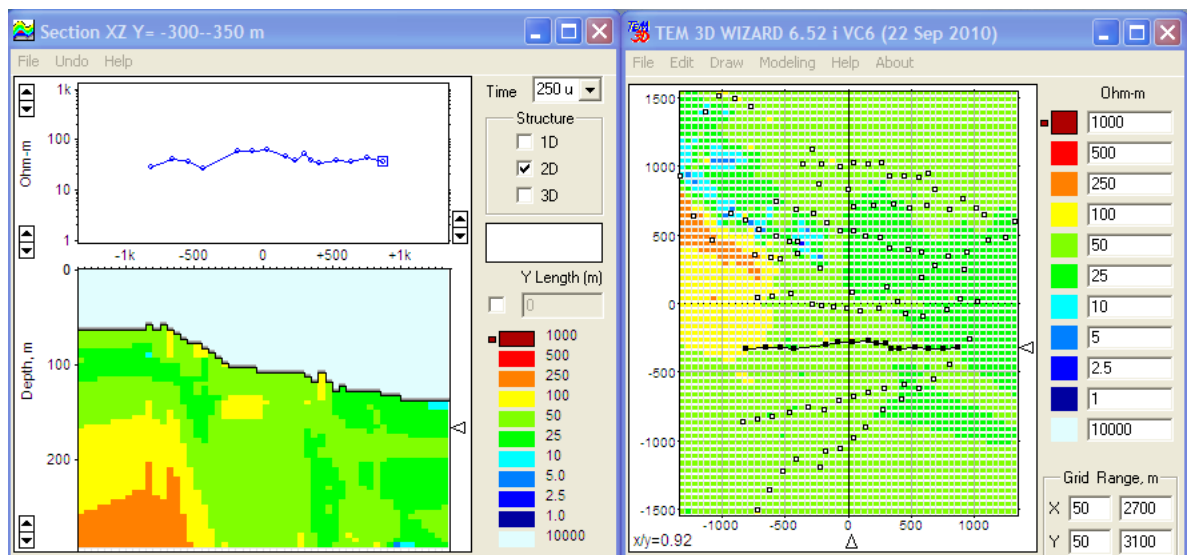 Section XZ Y= -300--350 m
File Undo Help
1k
100
10
1
Ohm-m
-1k -500 0 +500 +1k
0
100
200
Depth, m
Time 250 u
Structure
1D
2D
3D
Y Length (m)
0
1000
500
250
100
50
25
10
5.0
2.5
1.0
10000
TEM 3D
TEM 3D WIZARD 6.52 i VC6 (22 Sep 2010)
File Edit Draw Modeling Help About
1500
1000
500
0
-500
-1000
-1500
-1000 -500 0 500 1000
x/y=0.92
Ohm-m
1000
500
250
100
50
25
10
5
2.5
1
10000
Grid Range, m
X 50 2700
Y 50 3100